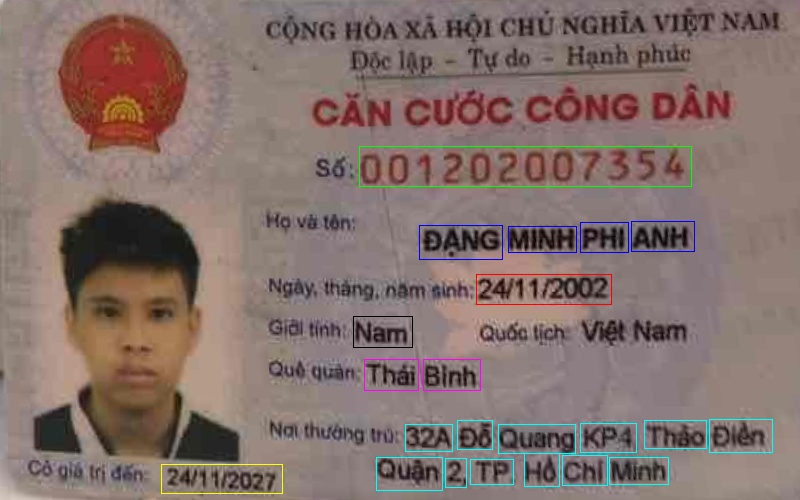 CỘNG HÒA XÃ HỘI CHỦ NGHĨA VIỆT NAM
Độc lập - Tự do - Hạnh phúc
CĂN CƯỚC CÔNG DÂN
Số: 001202007354
Họ và tên: ĐẶNG MINH PHI ANH
Ngày, tháng, năm sinh: 24/11/2002
Giới tính: Nam Quốc tịch: Việt Nam
Quê quán: Thái Bình
Nơi thường trú: 32A Đỗ Quang KP4 Thảo Điền
Quận 2, TP Hồ Chí Minh
Có giá trị đến: 24/11/2027